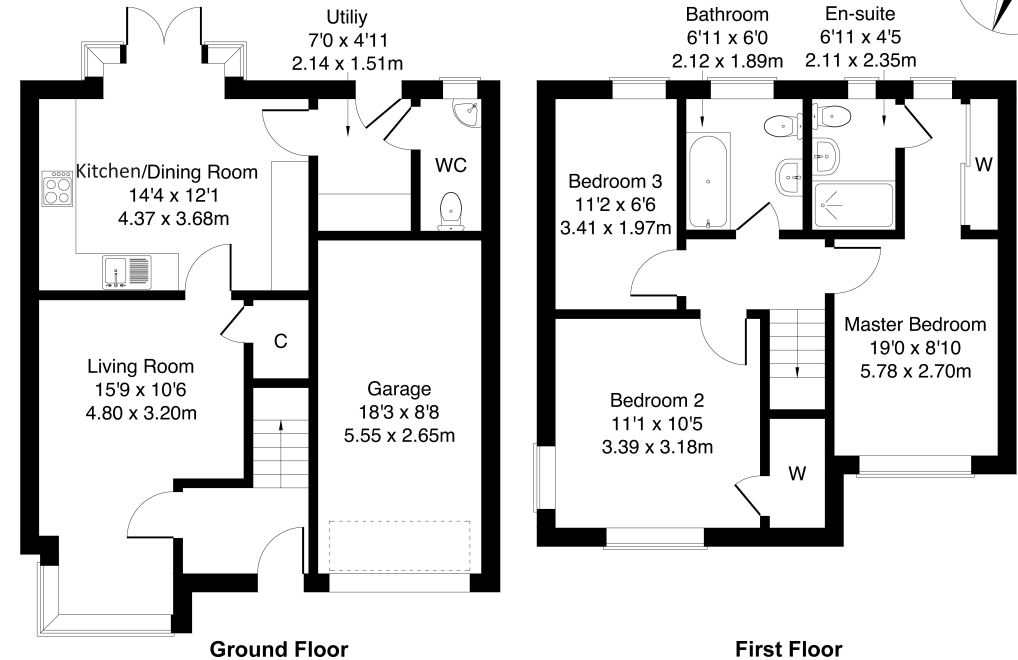 Utiliy
7'0 x 4'11
2.14 x 1.51m
Kitchen/Dining Room
14'4 x 12'1
4.37 x 3.68m
WC
Living Room
15'9 x 10'6
4.80 x 3.20m
C
Garage
18'3 x 8'8
5.55 x 2.65m
Ground Floor
Bathroom
6'11 x 6'0
2.12 x 1.89m
En-suite
6'11 x 4'5
2.11 x 2.35m
Bedroom 3
11'2 x 6'6
3.41 x 1.97m
W
Master Bedroom
19'0 x 8'10
5.78 x 2.70m
Bedroom 2
11'1 x 10'5
3.39 x 3.18m
W
First Floor